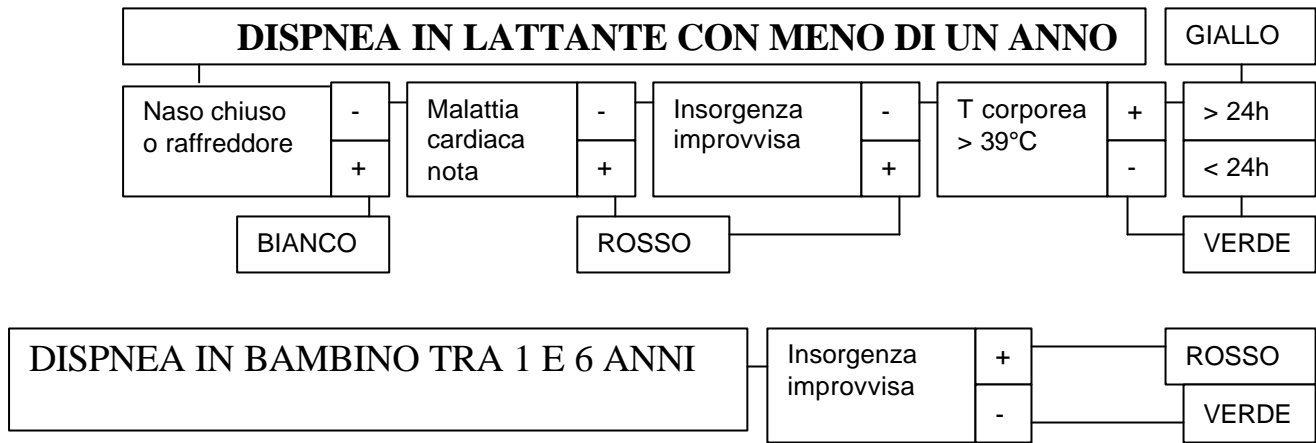 DISPNEA IN LATTANTE CON MENO DI UN ANNO
GIALLO
Naso chiuso
o raffreddore
-
+
Malattia
cardiaca
nota
-
+
Insorgenza
improvvisa
-
+
T corporea
> 39°C
+
-
> 24h
< 24h
BIANCO
ROSSO
VERDE
DISPNEA IN BAMBINO TRA 1 E 6 ANNI
Insorgenza
improvvisa
+
-
ROSSO
VERDE